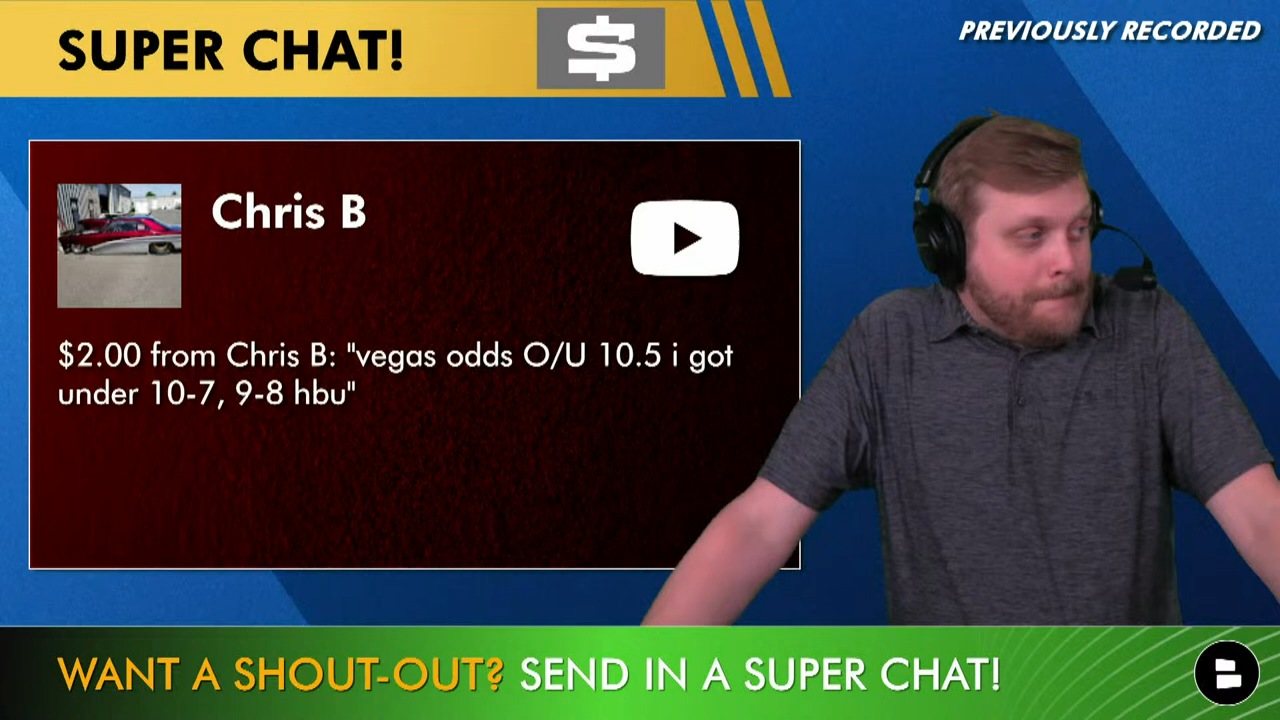 SUPER CHAT!
$
PREVIOUSLY RECORDED
Chris B
$2.00 from Chris B: "vegas odds O/U 10.5 i got
under 10-7, 9-8 hbu"
WANT A SHOUT-OUT? SEND IN A SUPER CHAT!